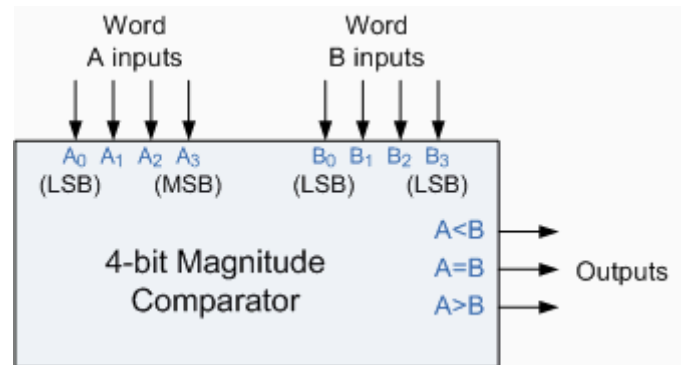 Word
A inputs
Word
B inputs
A₀ A₁ A₂ A₃
(LSB) (MSB)
B₀ B₁ B₂ B₃
(LSB) (LSB)
4-bit Magnitude
Comparator
A<B
A=B
A>B
Outputs